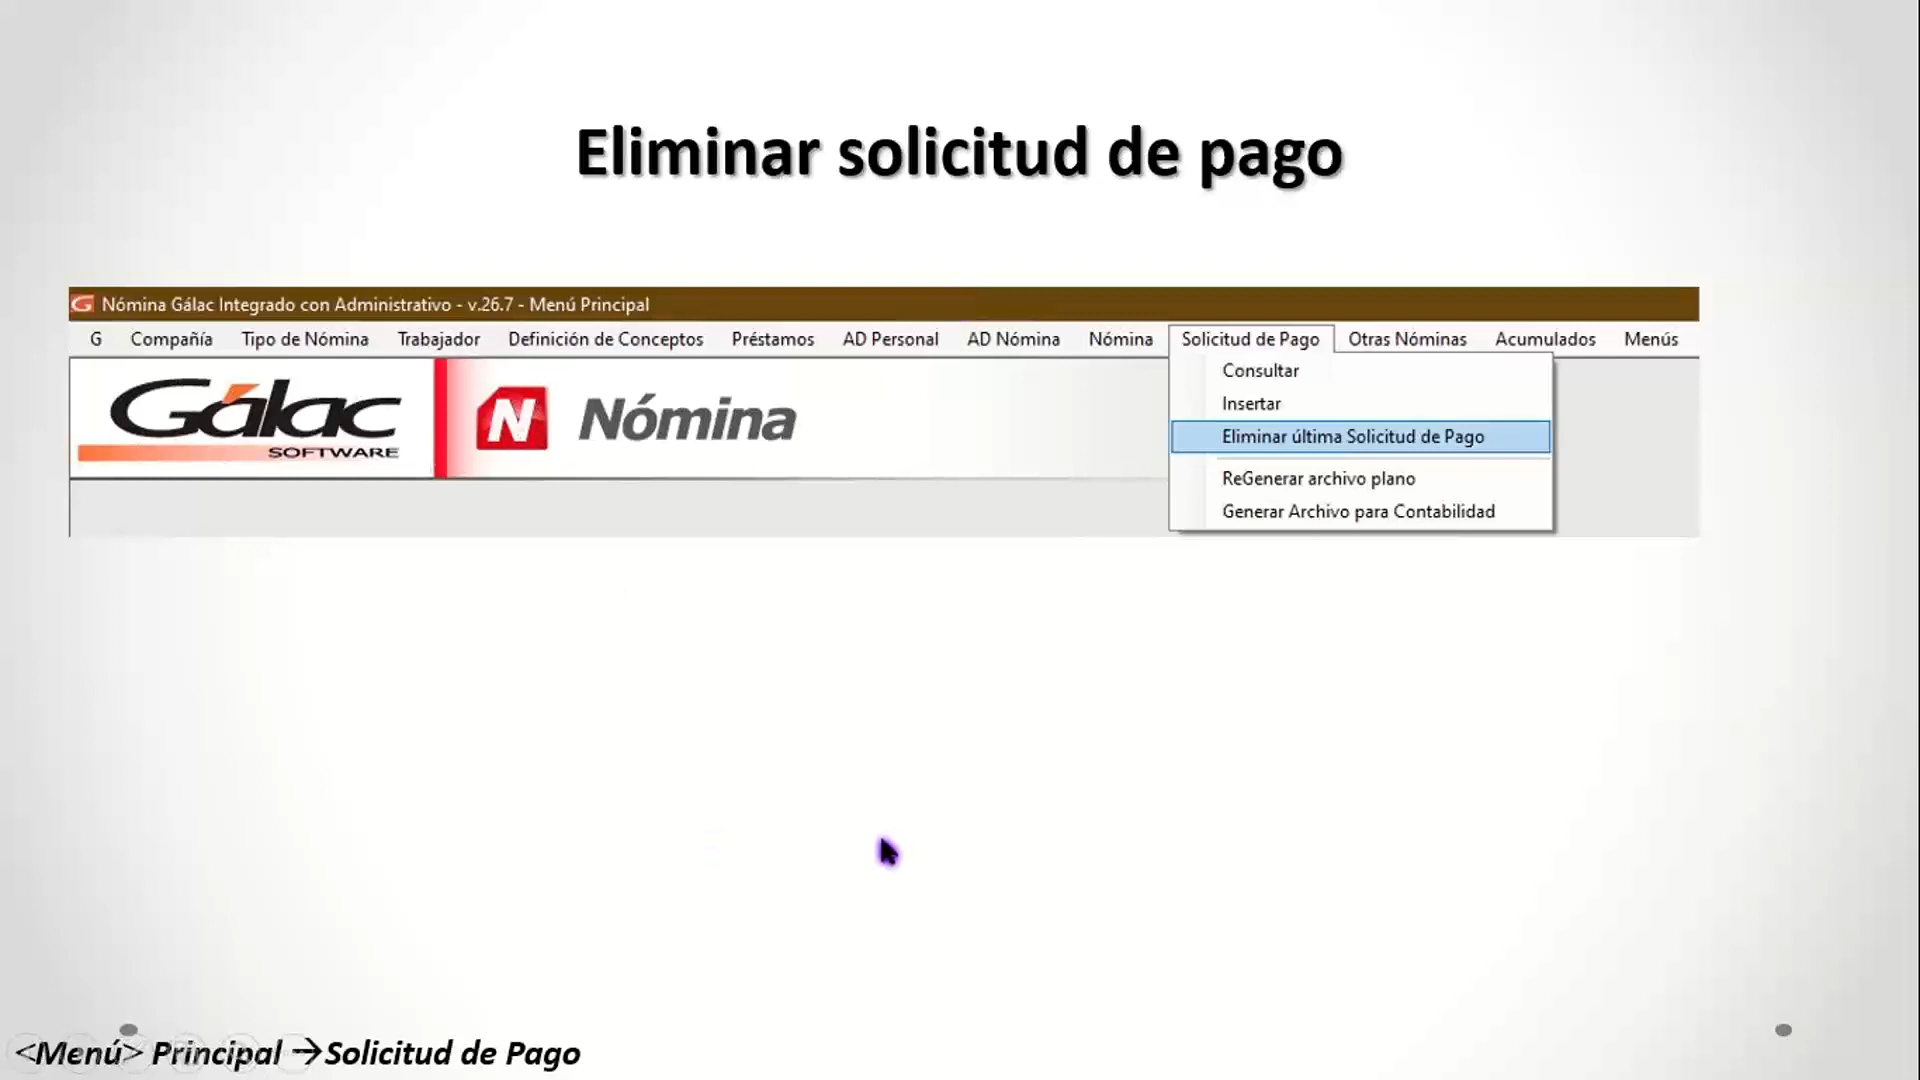 Eliminar solicitud de pago
Nómina Gálac Integrado con Administrativo - v.26.7 - Menú Principal
G Compañía Tipo de Nómina Trabajador Definición de Conceptos Préstamos AD Personal AD Nómina Nómina Solicitud de Pago Otras Nóminas Acumulados Menús
Gálac
SOFTWARE
N Nómina
Consultar
Insertar
Eliminar última Solicitud de Pago
ReGenerar archivo plano
Generar Archivo para Contabilidad
<Menú> Principal →Solicitud de Pago